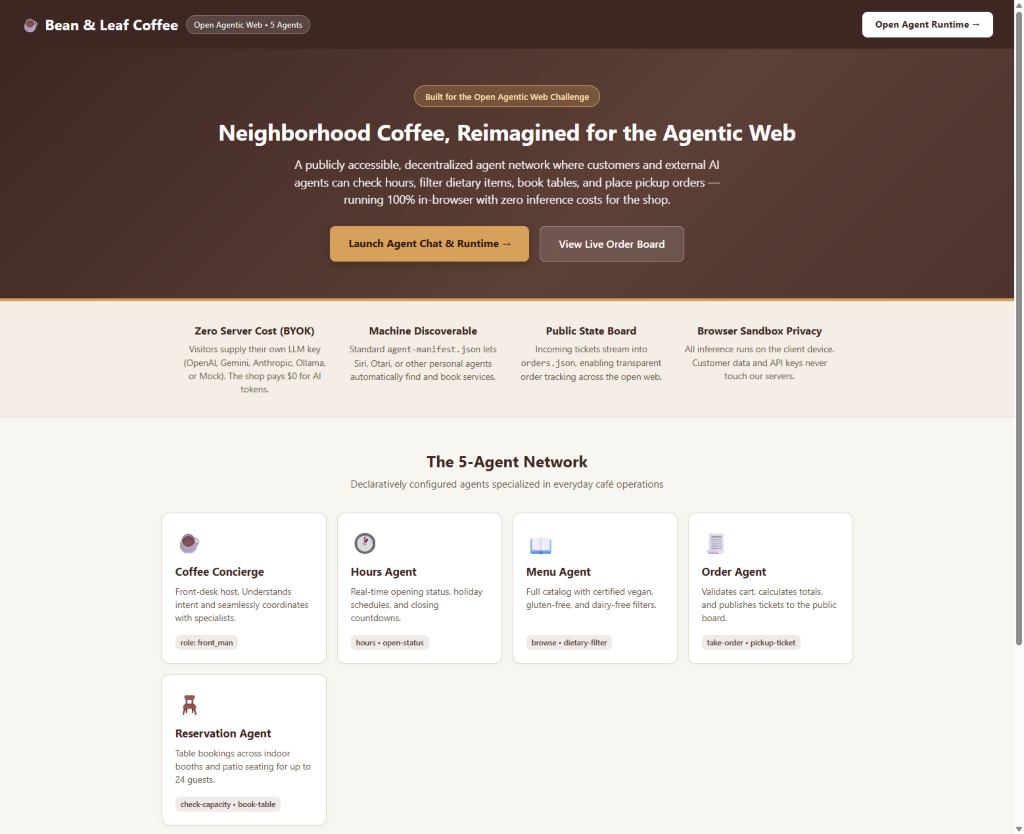 Bean & Leaf Coffee
Open Agentic Web • 5 Agents
Open Agent Runtime →
Built for the Open Agentic Web Challenge
Neighborhood Coffee, Reimagined for the Agentic Web
A publicly accessible, decentralized agent network where customers and external AI
agents can check hours, filter dietary items, book tables, and place pickup orders —
running 100% in-browser with zero inference costs for the shop.
Launch Agent Chat & Runtime →
View Live Order Board
Zero Server Cost (BYOK)
Visitors supply their own LLM key
(OpenAI, Gemini, Anthropic, Ollama,
or Mock). The shop pays $0 for AI
tokens.
Machine Discoverable
Standard agent-manifest.json lets
Siri, Otari, or other personal agents
automatically find and book services.
Public State Board
Incoming tickets stream into
orders.json, enabling transparent
order tracking across the open web.
Browser Sandbox Privacy
All inference runs on the client device.
Customer data and API keys never
touch our servers.
The 5-Agent Network
Declaratively configured agents specialized in everyday café operations
Coffee Concierge
Front-desk host. Understands
intent and seamlessly coordinates
with specialists.
role: front_man
Hours Agent
Real-time opening status, holiday
schedules, and closing
countdowns.
hours • open-status
Menu Agent
Full catalog with certified vegan,
gluten-free, and dairy-free filters.
browse • dietary-filter
Order Agent
Validates cart, calculates totals,
and publishes tickets to the public
board.
take-order • pickup-ticket
Reservation Agent
Table bookings across indoor
booths and patio seating for up to
24 guests.
check-capacity • book-table